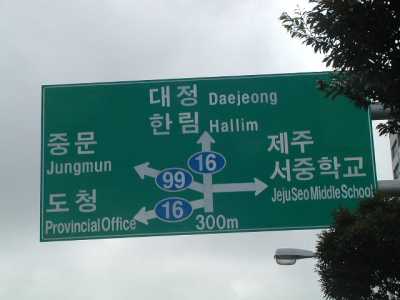 대정 Daejeong
한림 Hallim
중문
Jungmun
제주
서중학교
JejuSeo Middle School
도청
Provincial Office
16
99
16
300m